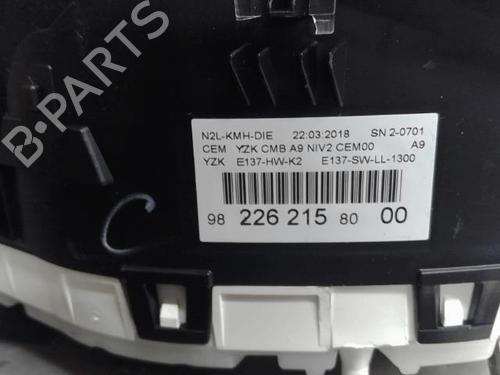 B-PARTS
N2L-KMH-DIE 22:03:2018 SN 2-0701
CEM YZK CMB A9 NIV2 CEM00 A9
YZK E137-HW-K2 E137-SW-LL-1300
98 226 215 80 00
C